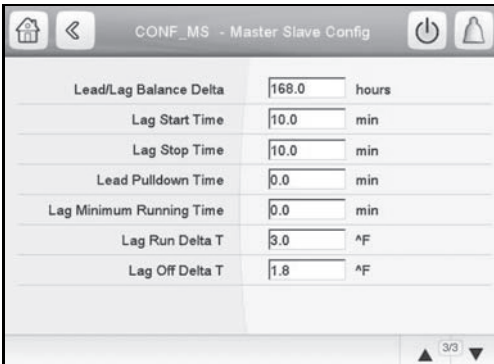 CONF_MS - Master Slave Config
Lead/Lag Balance Delta 168.0 hours
Lag Start Time 10.0 min
Lag Stop Time 10.0 min
Lead Pulldown Time 0.0 min
Lag Minimum Running Time 0.0 min
Lag Run Delta T 3.0 ^F
Lag Off Delta T 1.8 ^F
3/3